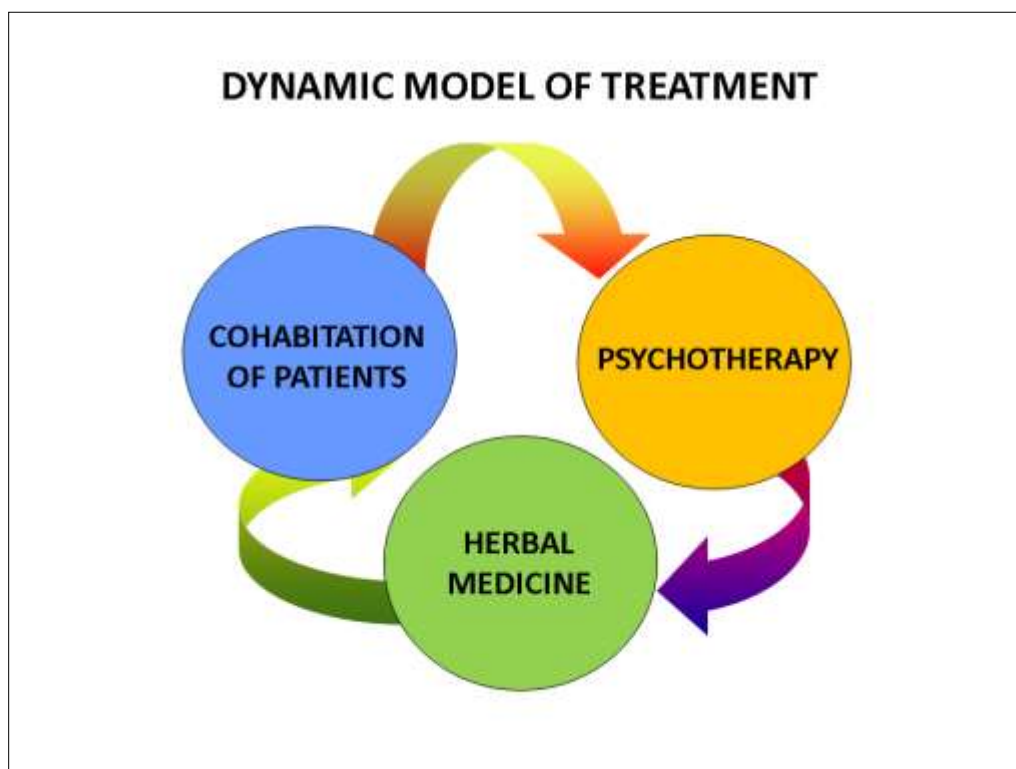 DYNAMIC MODEL OF TREATMENT
COHABITATION
OF PATIENTS
PSYCHOTHERAPY
HERBAL
MEDICINE